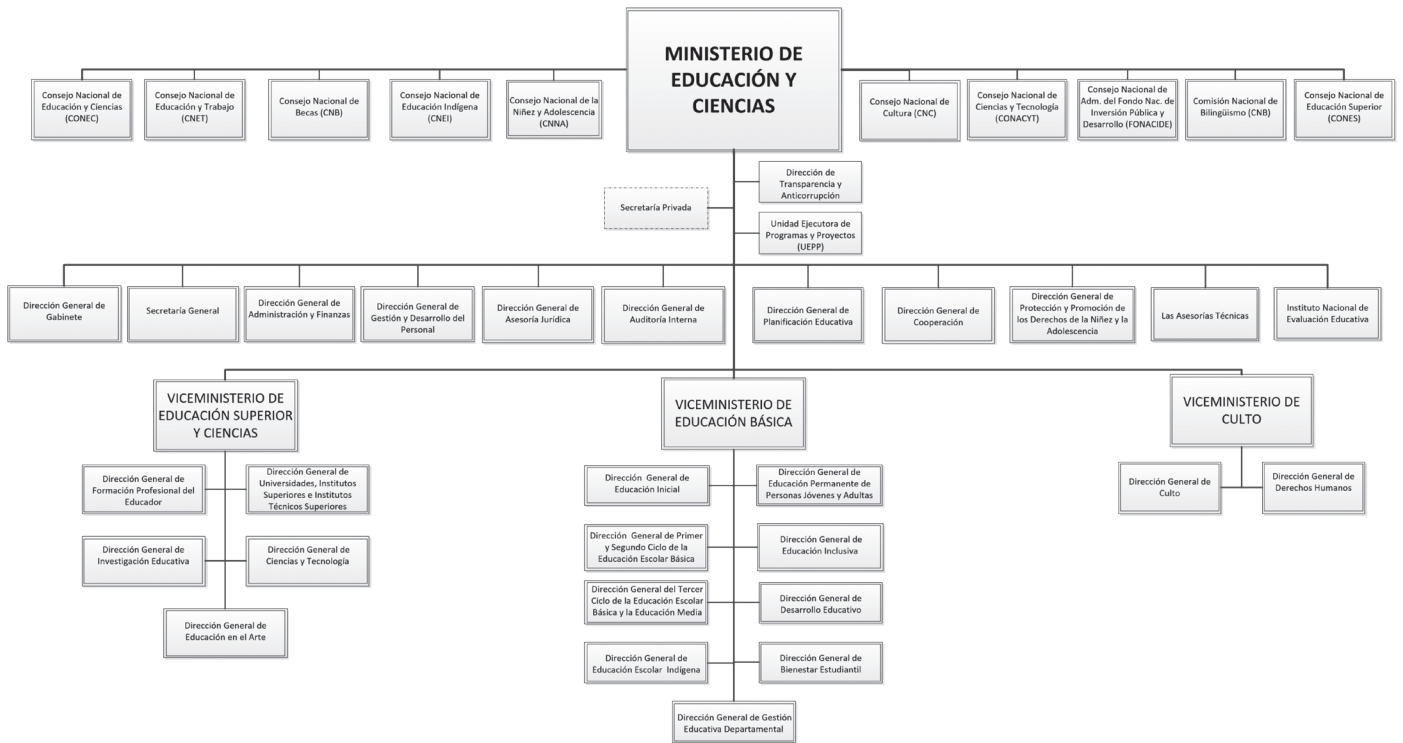 MINISTERIO DE
EDUCACIÓN Y
CIENCIAS
Consejo Nacional de
Educación y Ciencias
(CONEC)
Consejo Nacional de
Educación y Trabajo
(CNET)
Consejo Nacional de
Becas (CNB)
Consejo Nacional de
Educación Indígena
(CNEI)
Consejo Nacional de la
Niñez y Adolescencia
(CNNA)
Consejo Nacional de
Cultura (CNC)
Consejo Nacional de
Ciencias y Tecnología
(CONACYT)
Consejo Nacional de
Adm. del Fondo Nac. de
Inversión Pública y
Desarrollo (FONACIDE)
Comisión Nacional de
Bilingüismo (CNB)
Consejo Nacional de
Educación Superior
(CONES)
Dirección de
Transparencia y
Anticorrupción
Secretaría Privada
Unidad Ejecutora de
Programas y Proyectos
(UEPP)
Dirección General de
Gabinete
Secretaría General
Dirección General de
Administración y Finanzas
Dirección General de
Gestión y Desarrollo del
Personal
Dirección General de
Asesoría Jurídica
Dirección General de
Auditoría Interna
Dirección General de
Planificación Educativa
Dirección General de
Cooperación
Dirección General de
Protección y Promoción de
los Derechos de la Niñez y la
Adolescencia
Las Asesorías Técnicas
Instituto Nacional de
Evaluación Educativa
VICEMINISTERIO DE
EDUCACIÓN SUPERIOR
Y CIENCIAS
Dirección General de
Formación Profesional del
Educador
Dirección General de
Universidades, Institutos
Superiores e Institutos
Técnicos Superiores
Dirección General de
Investigación Educativa
Dirección General de
Ciencias y Tecnología
Dirección General de
Educación en el Arte
VICEMINISTERIO DE
EDUCACIÓN BÁSICA
Dirección General de
Educación Inicial
Dirección General de
Educación Permanente de
Personas Jóvenes y Adultas
Dirección General de Primer
y Segundo Ciclo de la
Educación Escolar Básica
Dirección General de
Educación Inclusiva
Dirección General del Tercer
Ciclo de la Educación Escolar
Básica y la Educación Media
Dirección General de
Desarrollo Educativo
Dirección General de
Educación Escolar Indígena
Dirección General de
Bienestar Estudiantil
Dirección General de Gestión
Educativa Departamental
VICEMINISTERIO DE
CULTO
Dirección General de
Culto
Dirección General de
Derechos Humanos